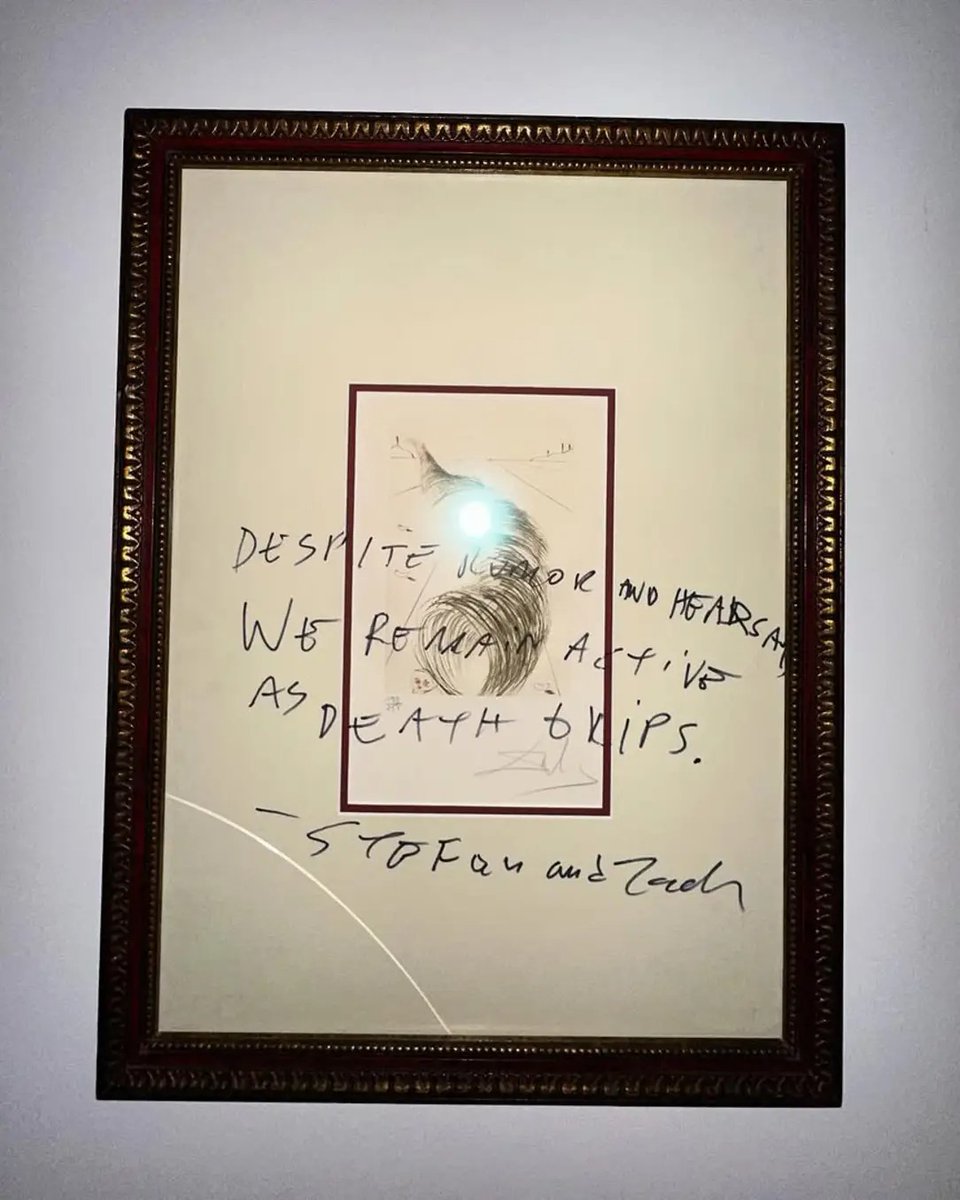 DESPITE RUMOR AND HEARSAY
WE REMAIN ACTIVE
AS DEATH GRIPS.
— STEFan and Zach